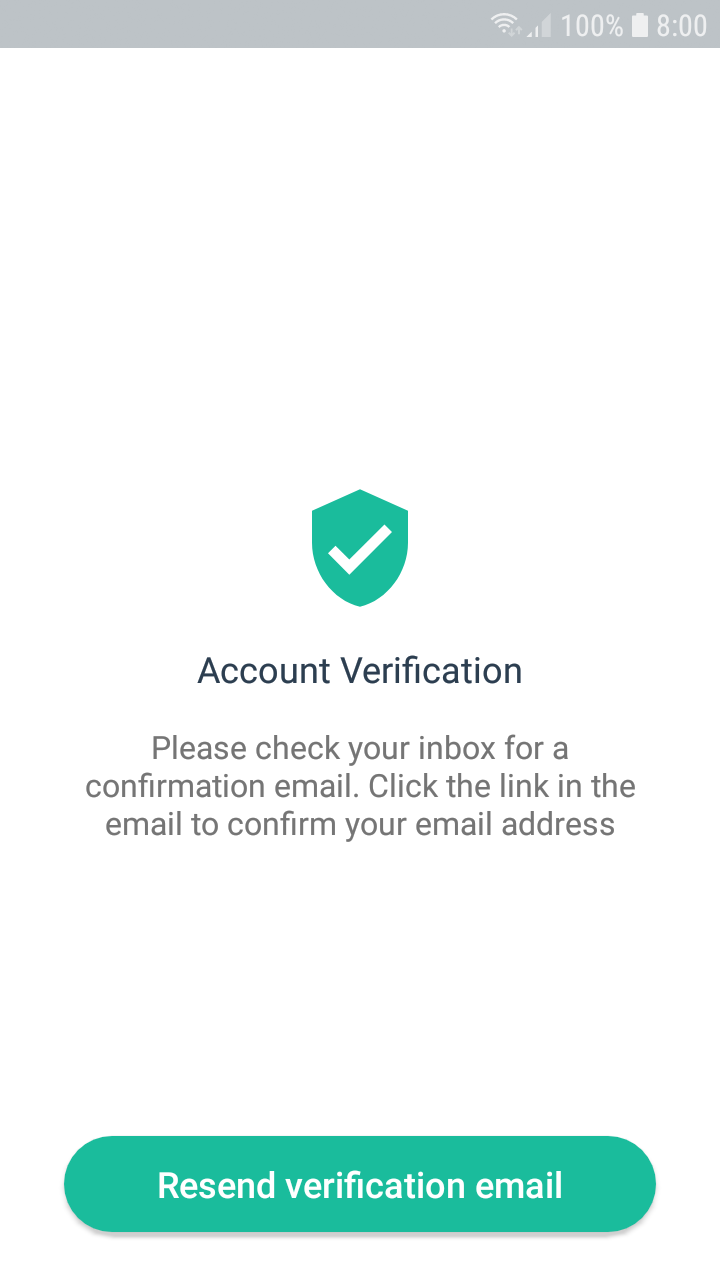 100% 8:00
Account Verification
Please check your inbox for a
confirmation email. Click the link in the
email to confirm your email address
Resend verification email